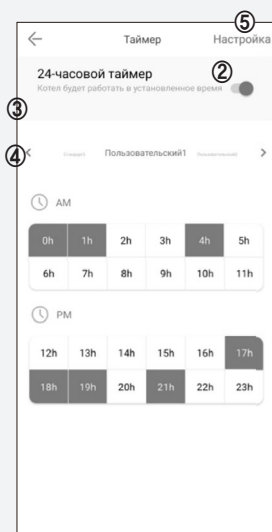 ⑤
← Таймер Настройка
24-часовой таймер ②
Котел будет работать в установленное время
③
④ < Пользовательский1 >
AM
0h 1h 2h 3h 4h 5h
6h 7h 8h 9h 10h 11h
PM
12h 13h 14h 15h 16h 17h
18h 19h 20h 21h 22h 23h